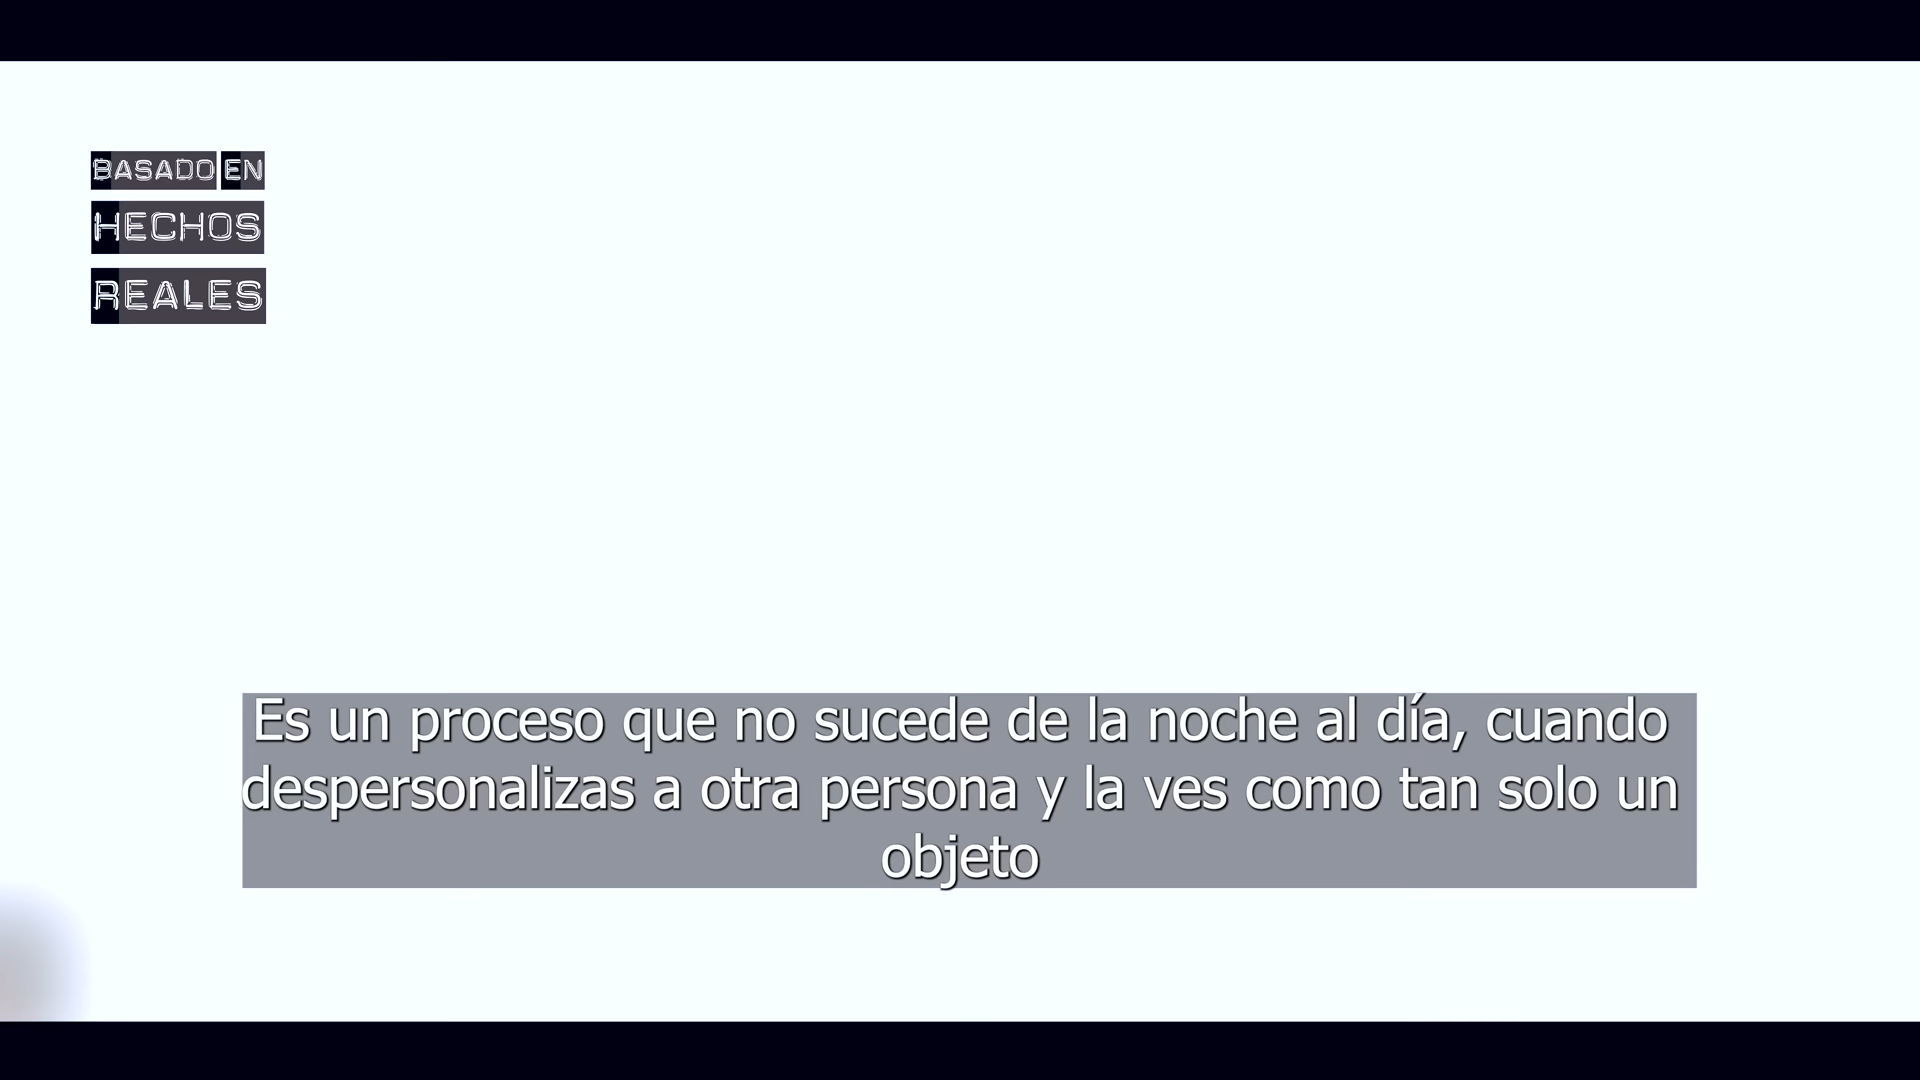 BASADO EN
HECHOS
REALES
Es un proceso que no sucede de la noche al día, cuando
despersonalizas a otra persona y la ves como tan solo un
objeto